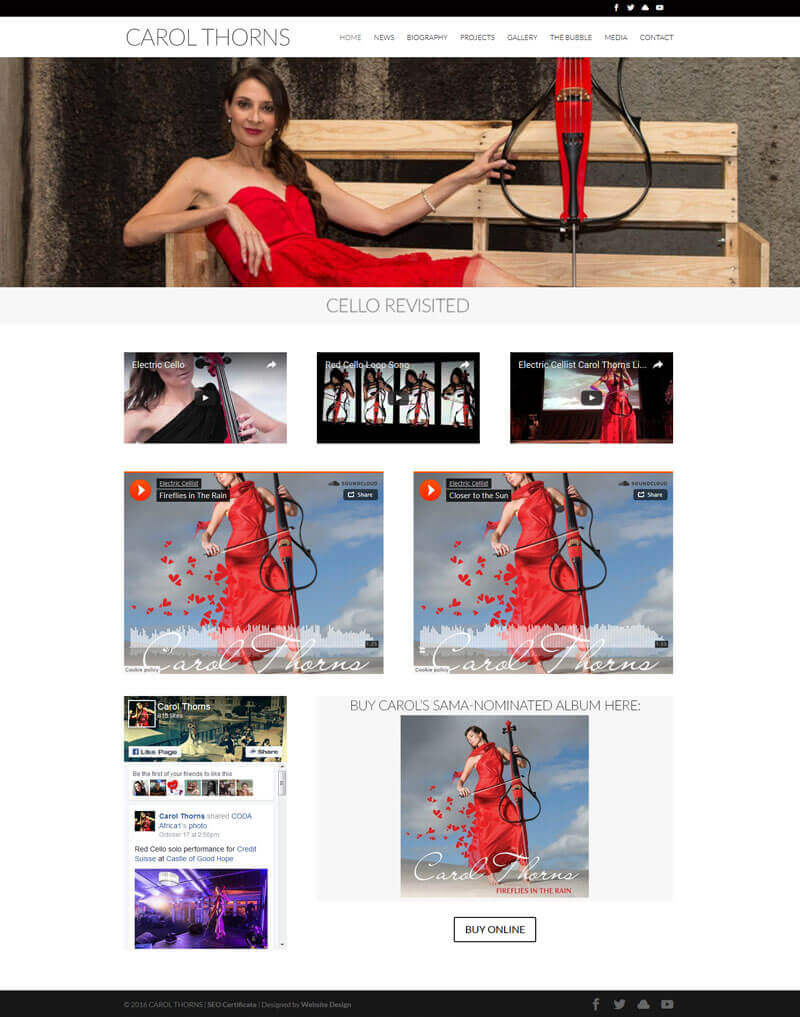 CAROL THORNS
HOME NEWS BIOGRAPHY PROJECTS GALLERY THE BUBBLE MEDIA CONTACT
CELLO REVISITED
Electric Cello
Red Cello Loop Song
Electric Cellist Carol Thorns Li...
Electric Cellist
Fireflies in The Rain
SOUNDCLOUD
Share
Carol Thorns
Cookie policy
Electric Cellist
Closer to the Sun
SOUNDCLOUD
Share
Carol Thorns
Cookie policy
Carol Thorns
Like Page
Share
Be the first of your friends to like this
Carol Thorns shared CODA
Africa1's photo
October 17 at 2:55pm
Red Cello solo performance for Credit
Suisse at Castle of Good Hope
BUY CAROL'S SAMA-NOMINATED ALBUM HERE:
Carol Thorns
FIREFLIES IN THE RAIN
BUY ONLINE
© 2016 CAROL THORNS | SEO Certificate | Designed by Website Design